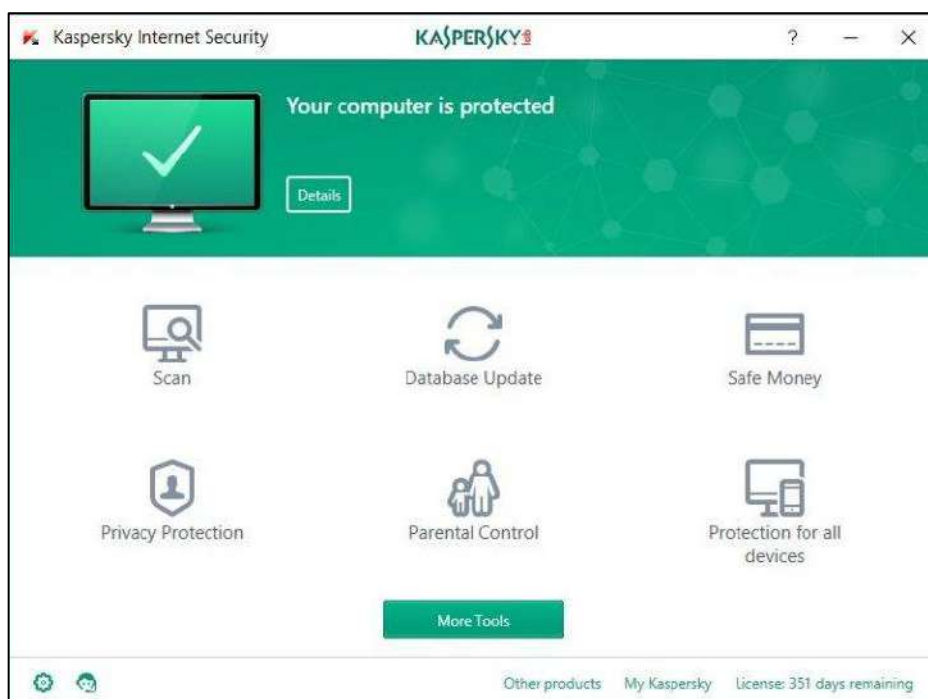 Kaspersky Internet Security
KASPERSKY lab
?
Your computer is protected
Details
Scan
Database Update
Safe Money
Privacy Protection
Parental Control
Protection for all
devices
More Tools
Other products
My Kaspersky
License: 351 days remaining